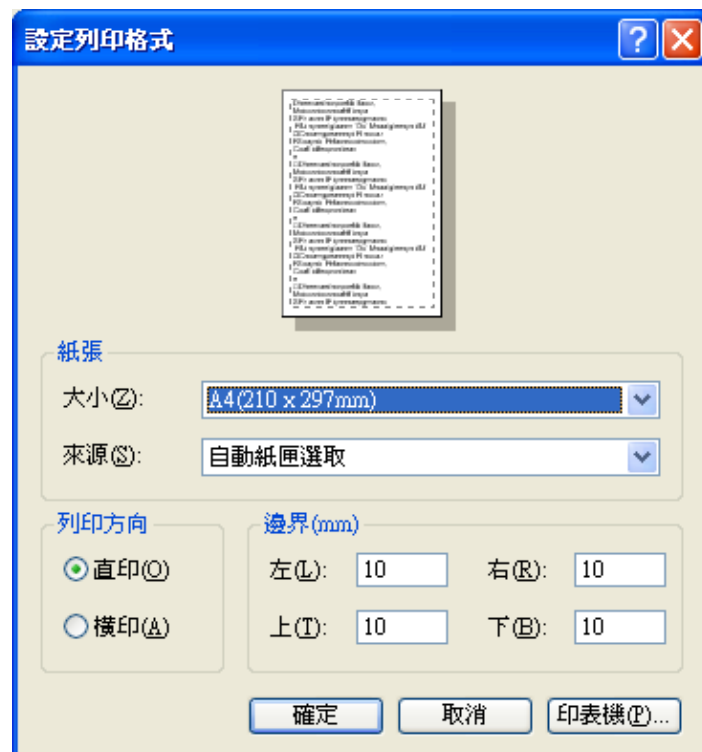 設定列印格式
紙張
大小(Z): A4(210 x 297mm)
來源(S): 自動紙匣選取
列印方向
直印(O)
橫印(A)
邊界(mm)
左(L): 10 右(R): 10
上(T): 10 下(B): 10
確定 取消 印表機(P)...